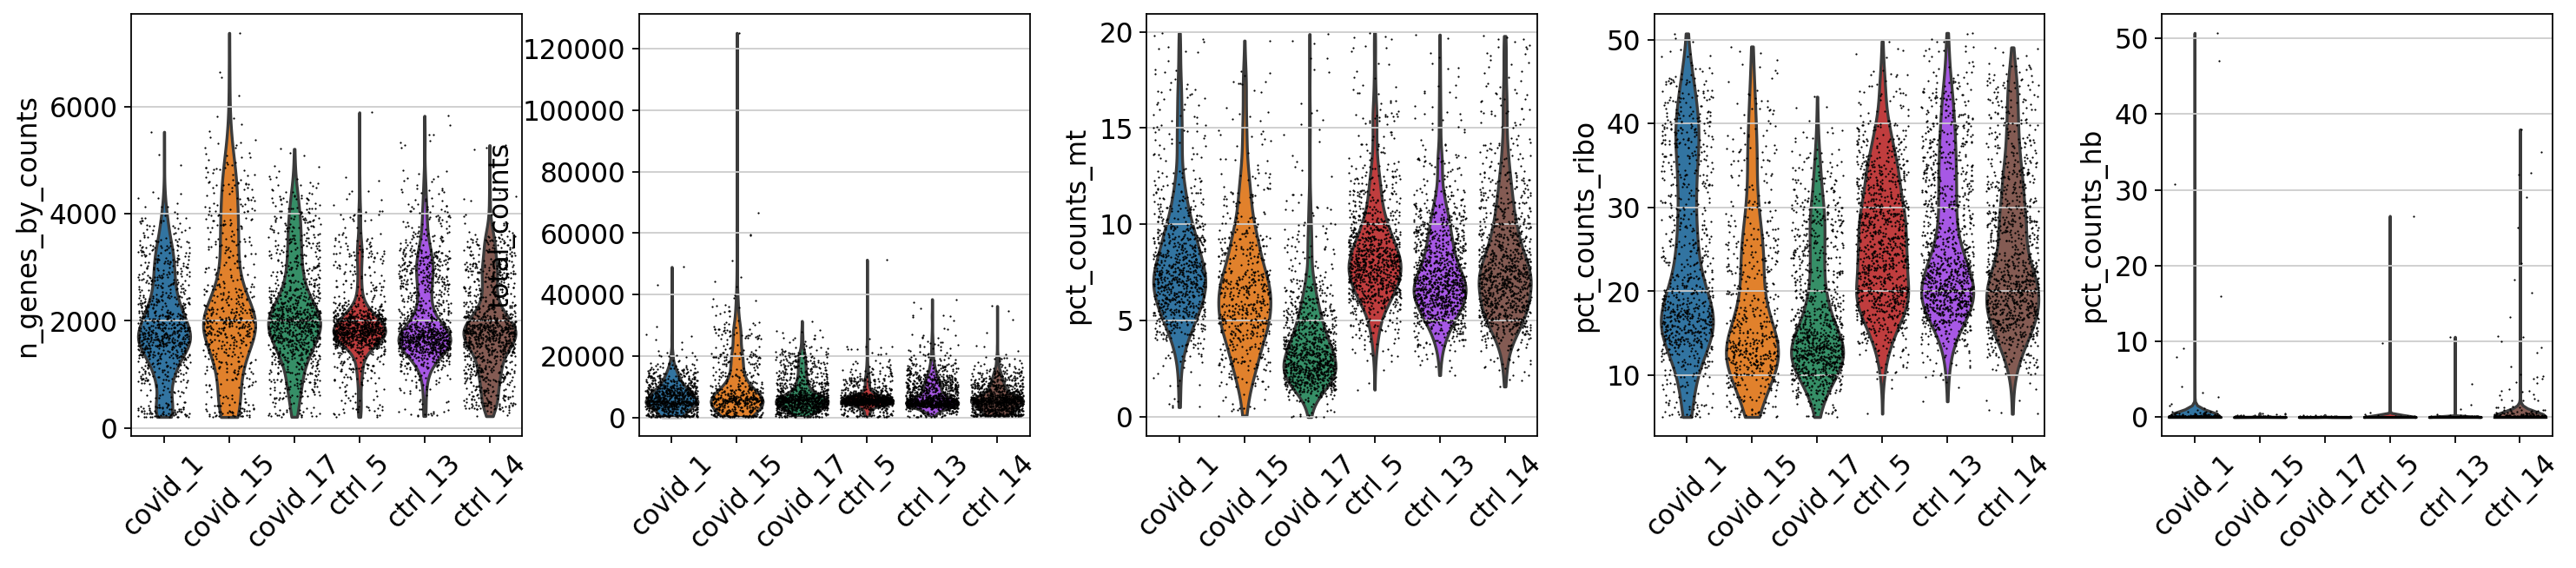 n_genes_by_counts
6000
4000
2000
0
covid_1
covid_15
covid_17
ctrl_5
ctrl_13
ctrl_14
total_counts
120000
100000
80000
60000
40000
20000
0
covid_1
covid_15
covid_17
ctrl_5
ctrl_13
ctrl_14
pct_counts_mt
20
15
10
5
0
covid_1
covid_15
covid_17
ctrl_5
ctrl_13
ctrl_14
pct_counts_ribo
50
40
30
20
10
covid_1
covid_15
covid_17
ctrl_5
ctrl_13
ctrl_14
pct_counts_hb
50
40
30
20
10
0
covid_1
covid_15
covid_17
ctrl_5
ctrl_13
ctrl_14